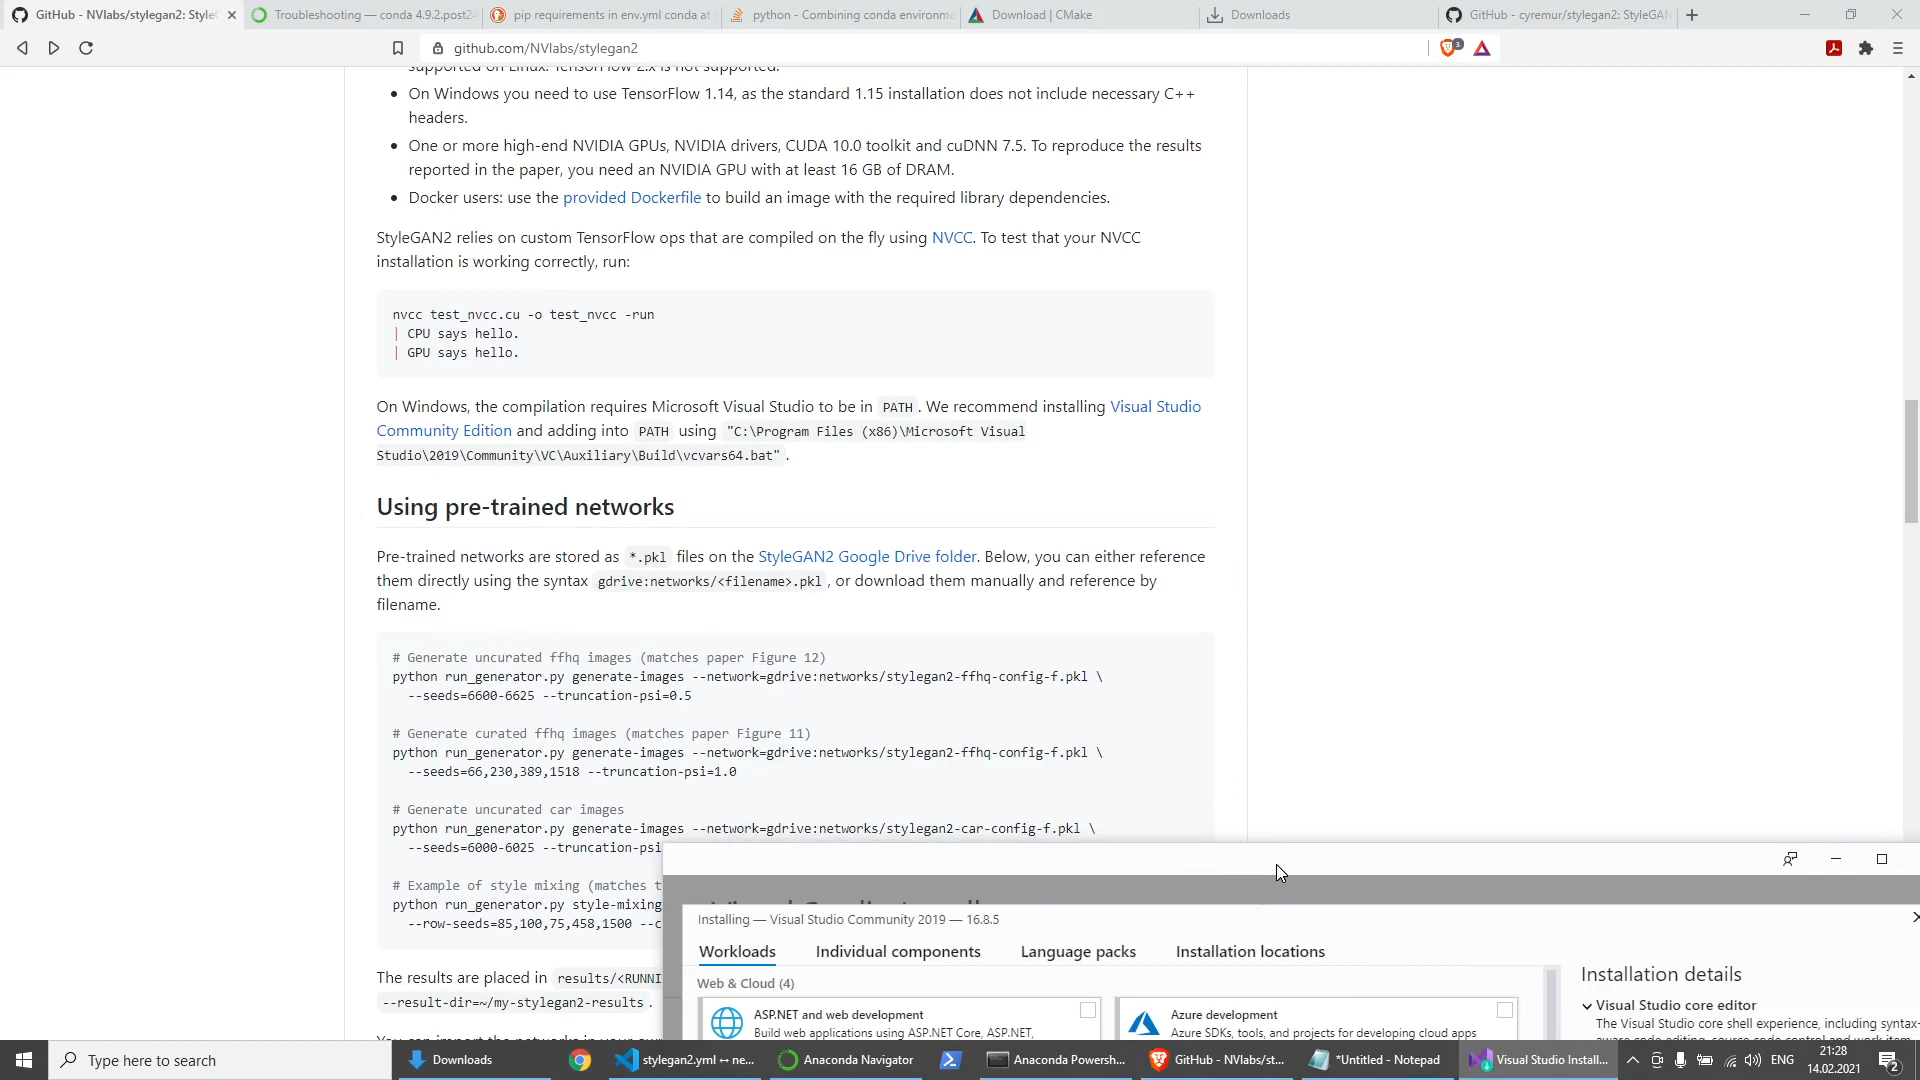 GitHub - NVlabs/stylegan2: Style
Troubleshooting — conda 4.9.2.post2
pip requirements in env.yml conda at
python - Combining conda environme
Download | CMake
Downloads
GitHub - cyremur/stylegan2: StyleGAN
github.com/NVlabs/stylegan2
3
supported on Linux. TensorFlow 2.x is not supported.
• On Windows you need to use TensorFlow 1.14, as the standard 1.15 installation does not include necessary C++
headers.
• One or more high-end NVIDIA GPUs, NVIDIA drivers, CUDA 10.0 toolkit and cuDNN 7.5. To reproduce the results
reported in the paper, you need an NVIDIA GPU with at least 16 GB of DRAM.
• Docker users: use the provided Dockerfile to build an image with the required library dependencies.
StyleGAN2 relies on custom TensorFlow ops that are compiled on the fly using NVCC. To test that your NVCC
installation is working correctly, run:
nvcc test_nvcc.cu -o test_nvcc -run
| CPU says hello.
| GPU says hello.
On Windows, the compilation requires Microsoft Visual Studio to be in PATH . We recommend installing Visual Studio
Community Edition and adding into PATH using "C:\Program Files (x86)\Microsoft Visual
Studio\2019\Community\VC\Auxiliary\Build\vcvars64.bat" .
Using pre-trained networks
Pre-trained networks are stored as *.pkl files on the StyleGAN2 Google Drive folder. Below, you can either reference
them directly using the syntax gdrive:networks/<filename>.pkl , or download them manually and reference by
filename.
# Generate uncurated ffhq images (matches paper Figure 12)
python run_generator.py generate-images --network=gdrive:networks/stylegan2-ffhq-config-f.pkl \
--seeds=6600-6625 --truncation-psi=0.5
# Generate curated ffhq images (matches paper Figure 11)
python run_generator.py generate-images --network=gdrive:networks/stylegan2-ffhq-config-f.pkl \
--seeds=66,230,389,1518 --truncation-psi=1.0
# Generate uncurated car images
python run_generator.py generate-images --network=gdrive:networks/stylegan2-car-config-f.pkl \
--seeds=6000-6025 --truncation-psi
# Example of style mixing (matches t
python run_generator.py style-mixing
--row-seeds=85,100,75,458,1500 --c
The results are placed in results/<RUNNI
--result-dir=~/my-stylegan2-results .
Installing — Visual Studio Community 2019 — 16.8.5
Workloads
Individual components
Language packs
Installation locations
Web & Cloud (4)
ASP.NET and web development
Build web applications using ASP.NET Core, ASP.NET,
Azure development
Azure SDKs, tools, and projects for developing cloud apps
Installation details
Visual Studio core editor
The Visual Studio core shell experience, including syntax-
Type here to search
Downloads
stylegan2.yml ↔ ne...
Anaconda Navigator
Anaconda Powersh...
GitHub - NVlabs/st...
*Untitled - Notepad
Visual Studio Install...
ENG
21:28
14.02.2021
2